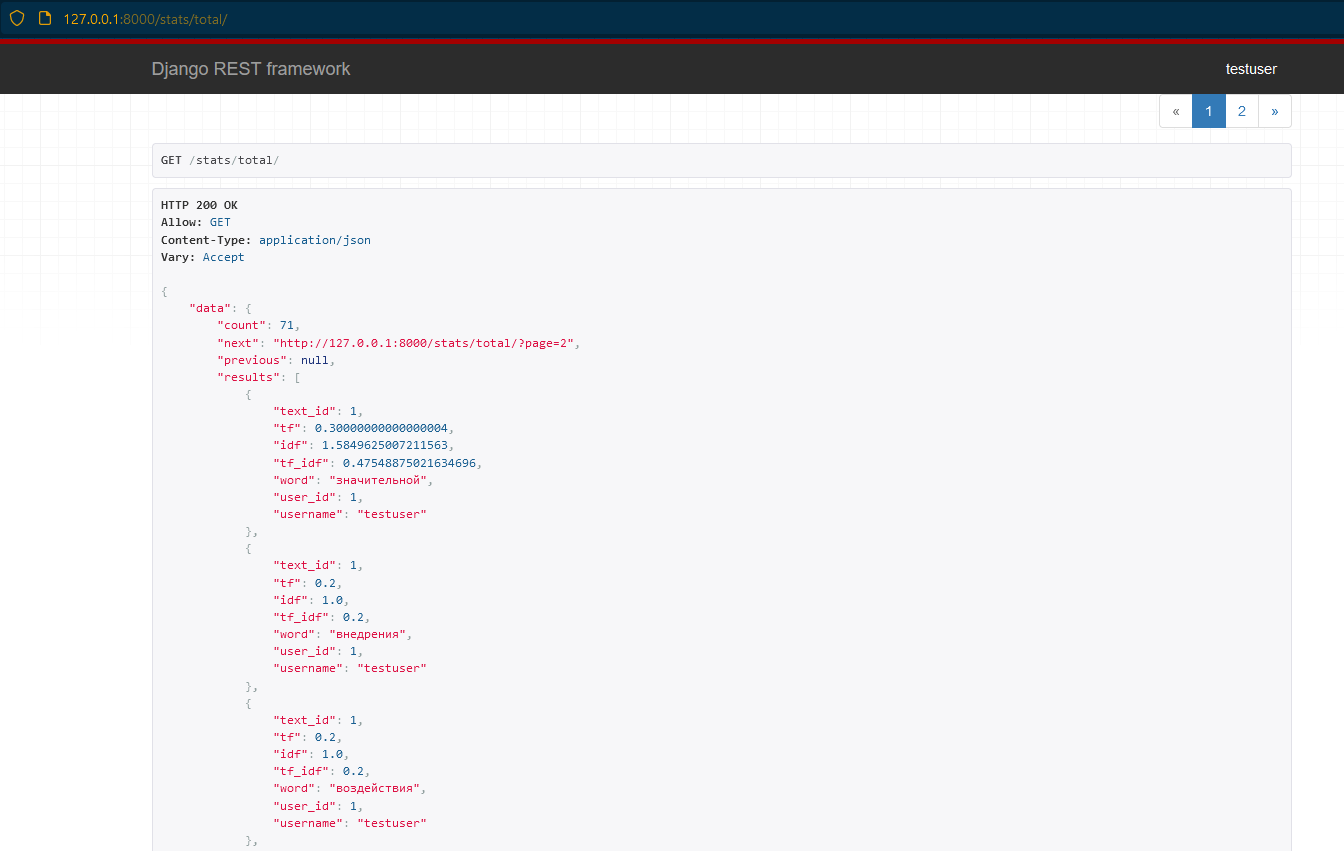 127.0.0.1:8000/stats/total/
Django REST framework testuser
« 1 2 »
GET /stats/total/
HTTP 200 OK
Allow: GET
Content-Type: application/json
Vary: Accept
{
"data": {
"count": 71,
"next": "http://127.0.0.1:8000/stats/total/?page=2",
"previous": null,
"results": [
{
"text_id": 1,
"tf": 0.30000000000000004,
"idf": 1.5849625007211563,
"tf_idf": 0.47548875021634696,
"word": "значительной",
"user_id": 1,
"username": "testuser"
},
{
"text_id": 1,
"tf": 0.2,
"idf": 1.0,
"tf_idf": 0.2,
"word": "внедрения",
"user_id": 1,
"username": "testuser"
},
{
"text_id": 1,
"tf": 0.2,
"idf": 1.0,
"tf_idf": 0.2,
"word": "воздействия",
"user_id": 1,
"username": "testuser"
},